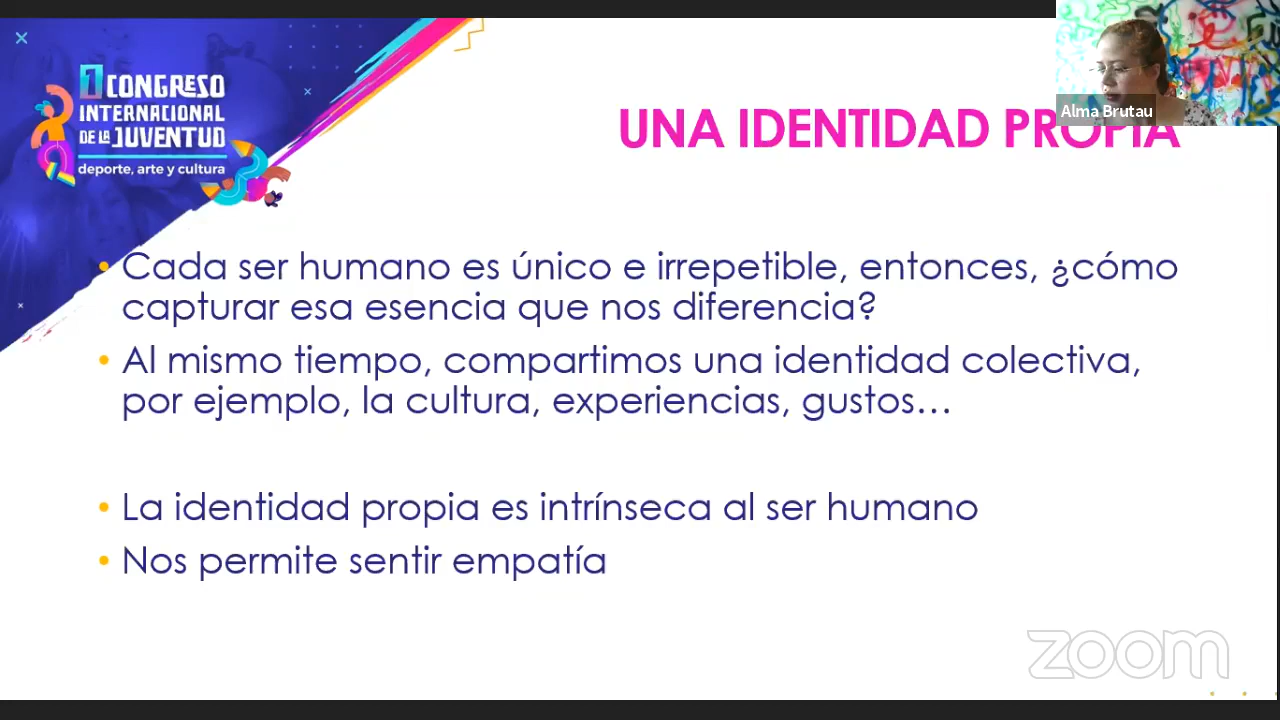 1 CONGRESO
INTERNACIONAL
DE LA JUVENTUD
deporte, arte y cultura
Alma Brutau
UNA IDENTIDAD PROPIA
• Cada ser humano es único e irrepetible, entonces, ¿cómo
capturar esa esencia que nos diferencia?
• Al mismo tiempo, compartimos una identidad colectiva,
por ejemplo, la cultura, experiencias, gustos...
• La identidad propia es intrínseca al ser humano
• Nos permite sentir empatía
zoom